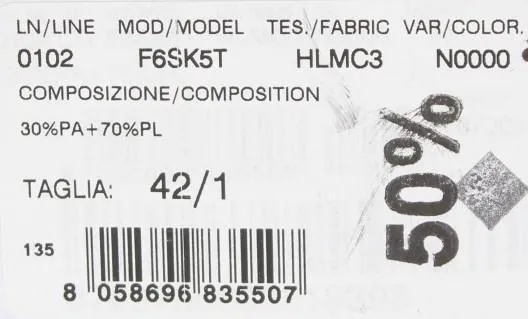 LN/LINE MOD/MODEL TES./FABRIC VAR/COLOR.
0102 F6SK5T HLMC3 N0000
COMPOSIZIONE/COMPOSITION
30%PA+70%PL
TAGLIA: 42/1
50%
135
8 058696 835507